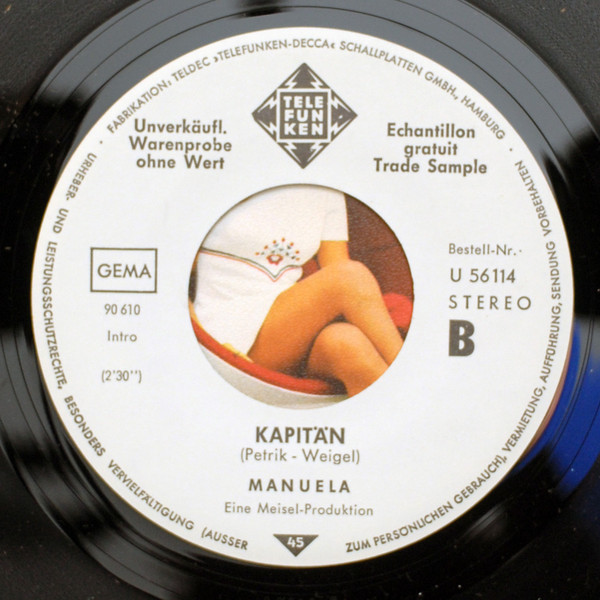 FABRIKATION: TELDEC »TELEFUNKEN-DECCA« SCHALLPLATTEN GMBH., HAMBURG
TELE
FUN
KEN
Unverkäufl.
Warenprobe
ohne Wert
Echantillon
gratuit
Trade Sample
GEMA
90 610
Intro
(2'30'')
Bestell-Nr.·
U 56114
STEREO
B
KAPITÄN
(Petrik - Weigel)
MANUELA
Eine Meisel-Produktion
45
URHEBER- UND LEISTUNGSSCHUTZRECHTE, BESONDERS VERVIELFÄLTIGUNG (AUSSER ZUM PERSÖNLICHEN GEBRAUCH), VERMIETUNG, AUFFÜHRUNG, SENDUNG VORBEHALTEN